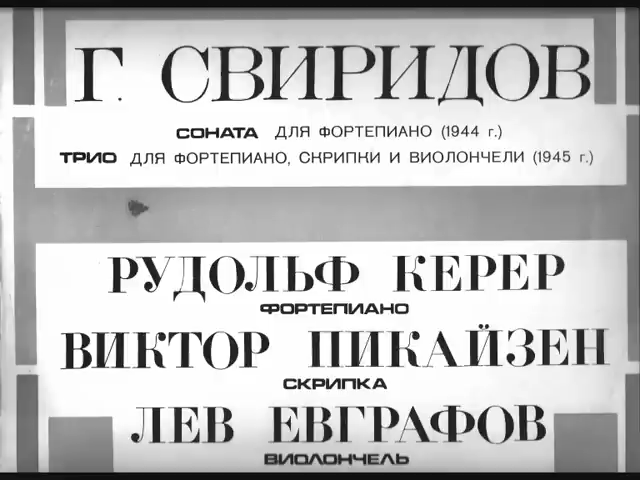 Г. СВИРИДОВ
СОНАТА ДЛЯ ФОРТЕПИАНО (1944 г.)
ТРИО ДЛЯ ФОРТЕПИАНО, СКРИПКИ И ВИОЛОНЧЕЛИ (1945 г.)
РУДОЛЬФ КЕРЕР
ФОРТЕПИАНО
ВИКТОР ПИКАЙЗЕН
СКРИПКА
ЛЕВ ЕВГРАФОВ
ВИОЛОНЧЕЛЬ